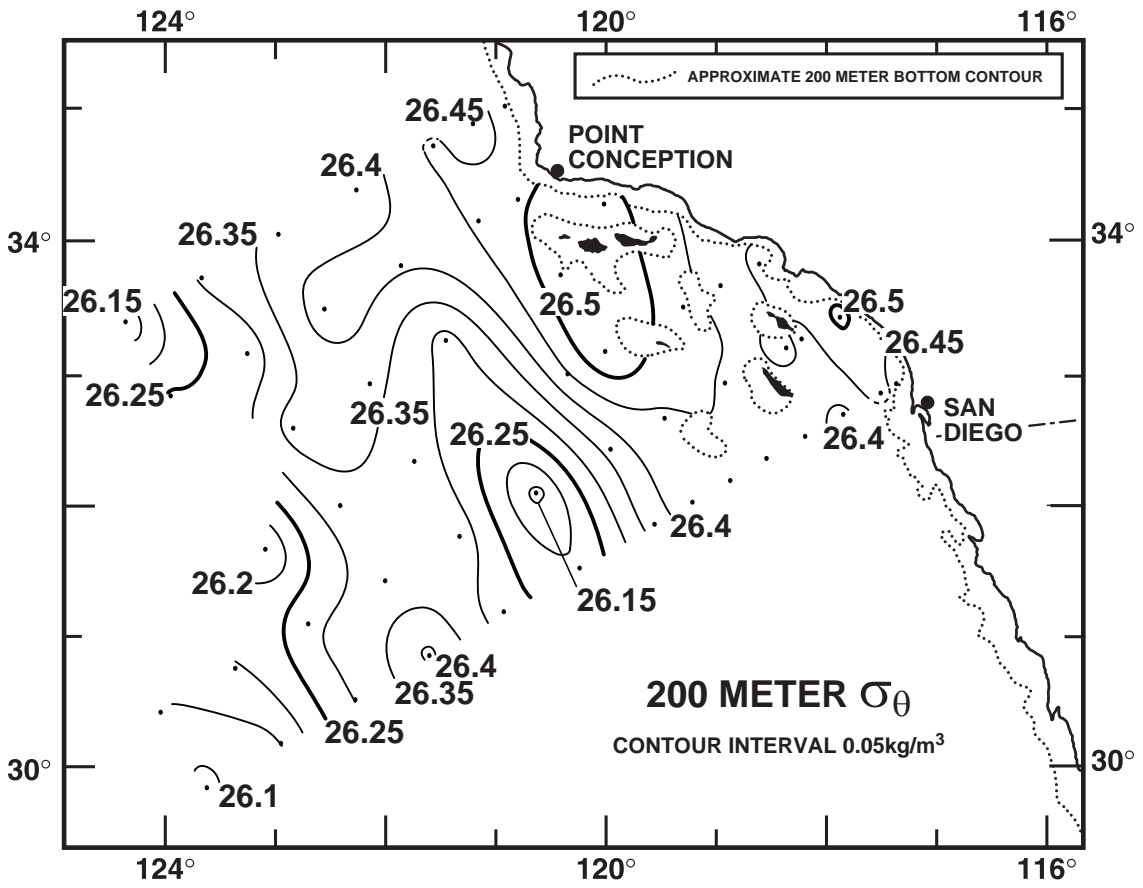 124° 120° 116°
APPROXIMATE 200 METER BOTTOM CONTOUR
26.45
POINT
CONCEPTION
26.4
34° 26.35 34°
26.15 26.5 26.5
26.45
26.25 26.35
26.25 26.4
SAN
DIEGO
26.4
26.2 26.15
26.4
26.35
200 METER σθ
26.25
CONTOUR INTERVAL 0.05kg/m³
30° 30°
26.1
124° 120° 116°